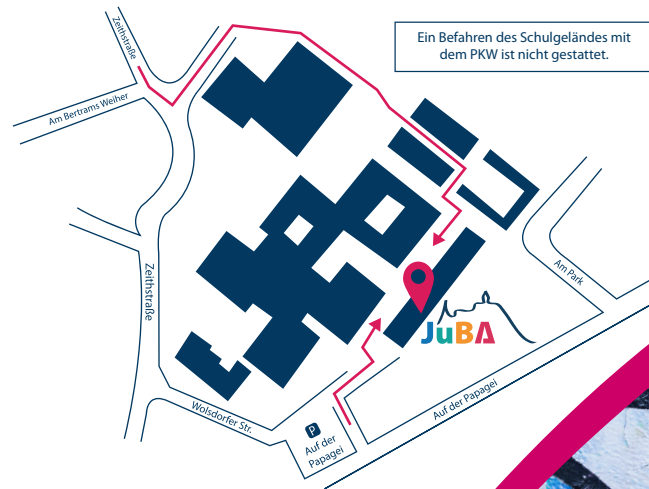 Ein Befahren des Schulgeländes mit
dem PKW ist nicht gestattet.
Zeithstraße
Am Bertrams Weiher
Zeithstraße
Am Park
JuBA
Auf der Papagei
Wolsdorfer Str.
P
Auf der
Papagei